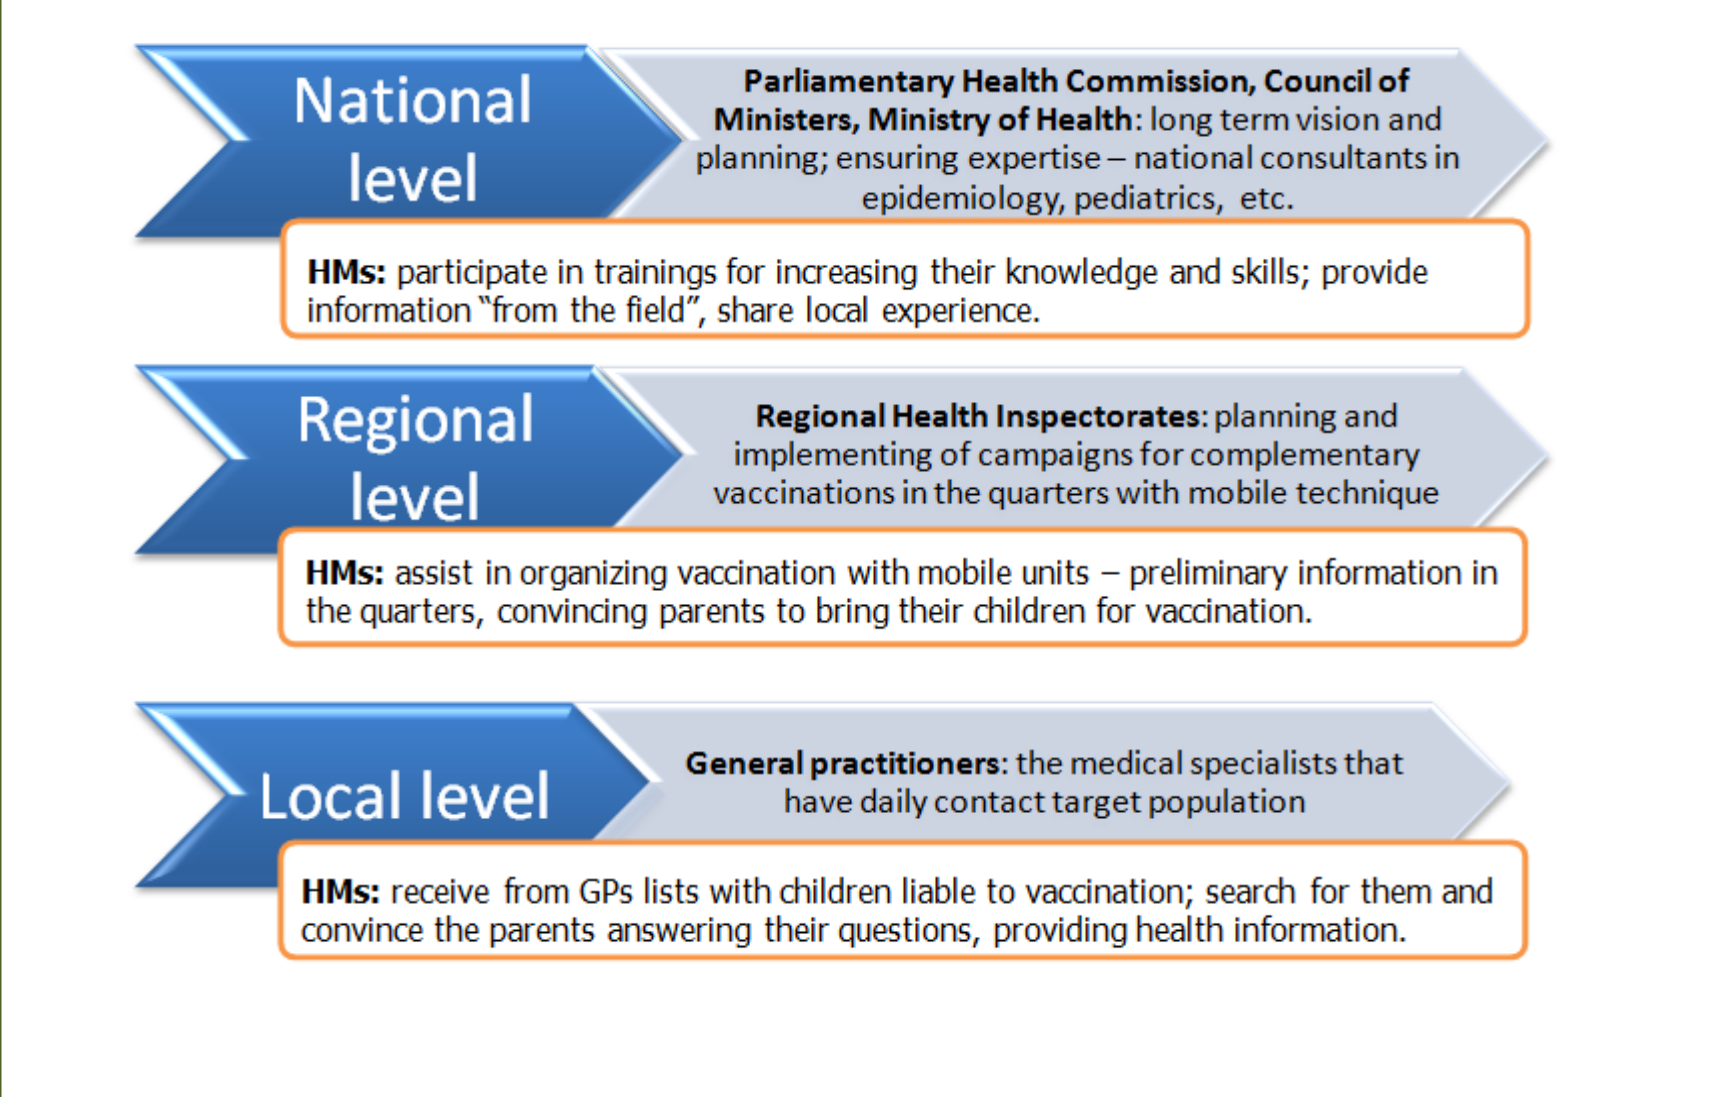 National
level
Parliamentary Health Commission, Council of
Ministers, Ministry of Health: long term vision and
planning; ensuring expertise – national consultants in
epidemiology, pediatrics, etc.
HMs: participate in trainings for increasing their knowledge and skills; provide
information “from the field”, share local experience.
Regional
level
Regional Health Inspectorates: planning and
implementing of campaigns for complementary
vaccinations in the quarters with mobile technique
HMs: assist in organizing vaccination with mobile units – preliminary information in
the quarters, convincing parents to bring their children for vaccination.
Local level
General practitioners: the medical specialists that
have daily contact target population
HMs: receive from GPs lists with children liable to vaccination; search for them and
convince the parents answering their questions, providing health information.